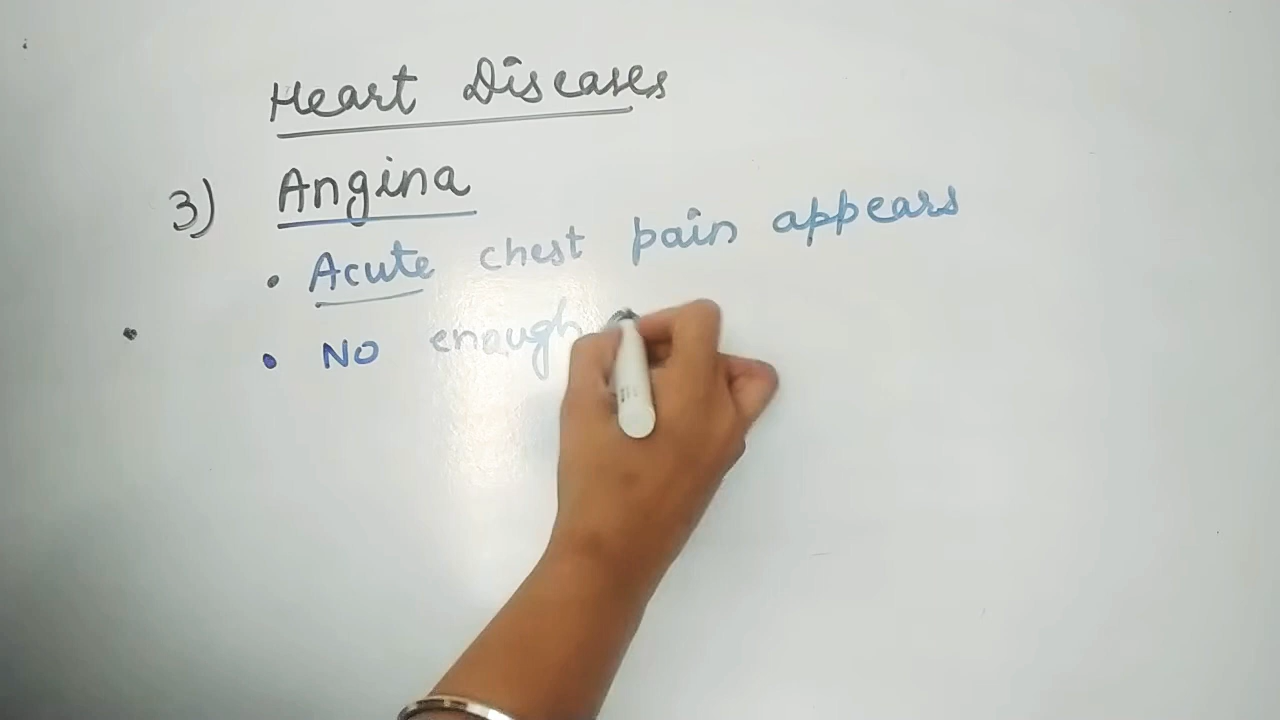 Heart Diseases
3) Angina
• Acute chest pain appears
• No enough